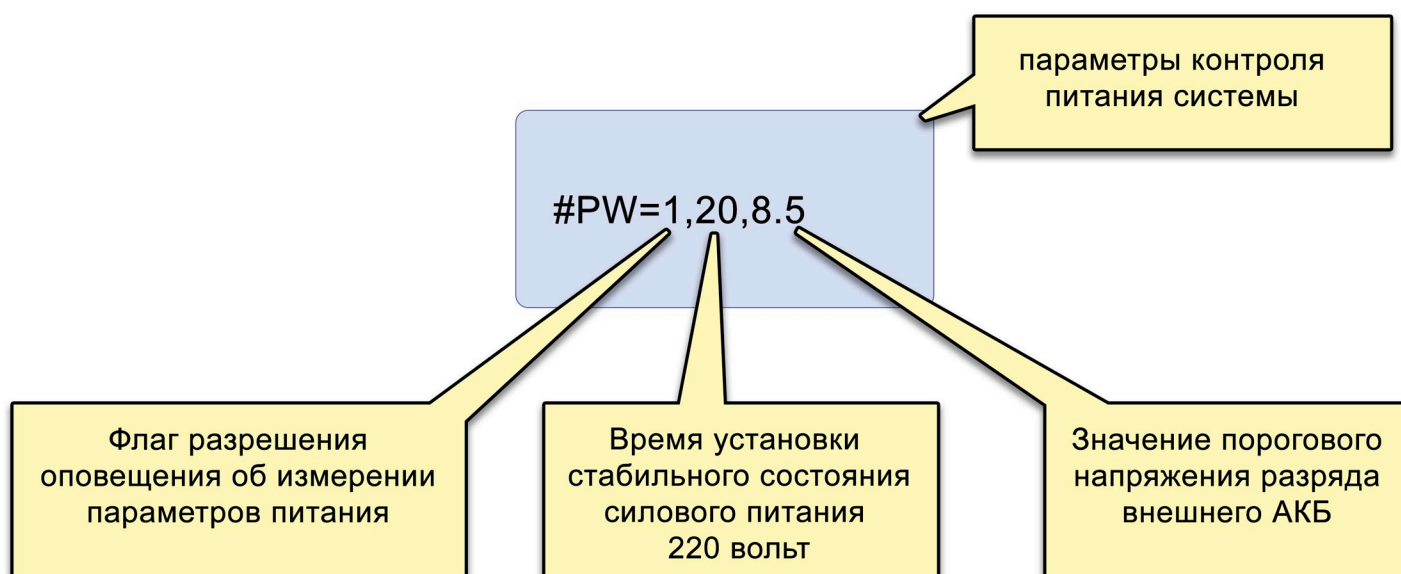 параметры контроля
питания системы
#PW=1,20,8.5
Флаг разрешения
оповещения об измерении
параметров питания
Время установки
стабильного состояния
силового питания
220 вольт
Значение порогового
напряжения разряда
внешнего АКБ